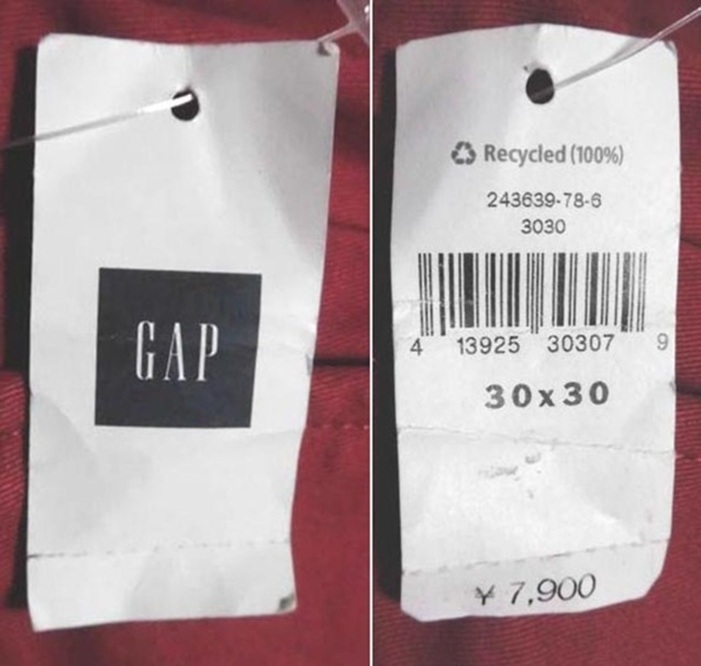 GAP
Recycled (100%)
243639-78-6
3030
4 13925 30307 9
30x30
¥ 7,900